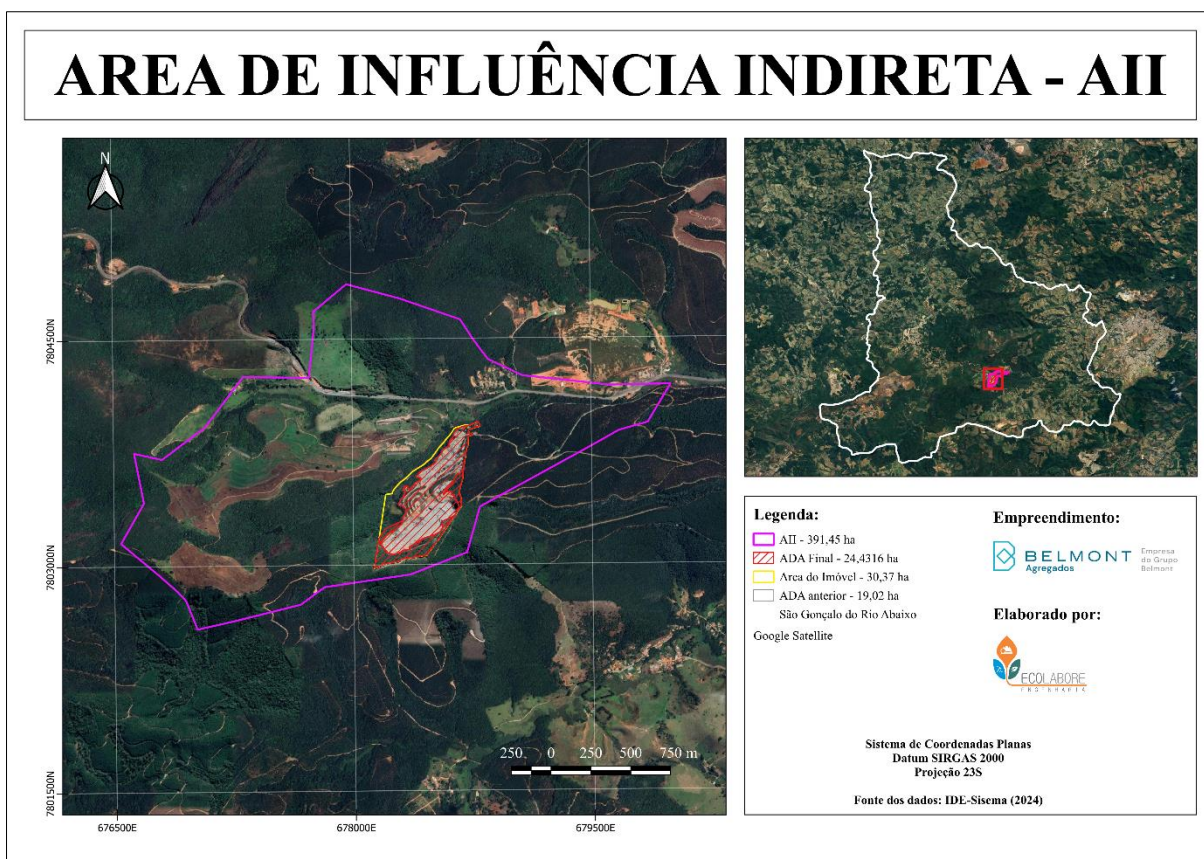 AREA DE INFLUÊNCIA INDIRETA - AII
N
7804500N
7803000N
7801500N
676500E
678000E
679500E
250 0 250 500 750 m
Legenda:
AII - 391,45 ha
ADA Final - 24,4316 ha
Area do Imóvel - 30,37 ha
ADA anterior - 19,02 ha
São Gonçalo do Rio Abaixo
Google Satellite
Empreendimento:
BELMONT
Agregados
Empresa
do Grupo
Belmont
Elaborado por:
ECOLABORE
ENGENHARIA
Sistema de Coordenadas Planas
Datum SIRGAS 2000
Projeção 23S
Fonte dos dados: IDE-Sisema (2024)